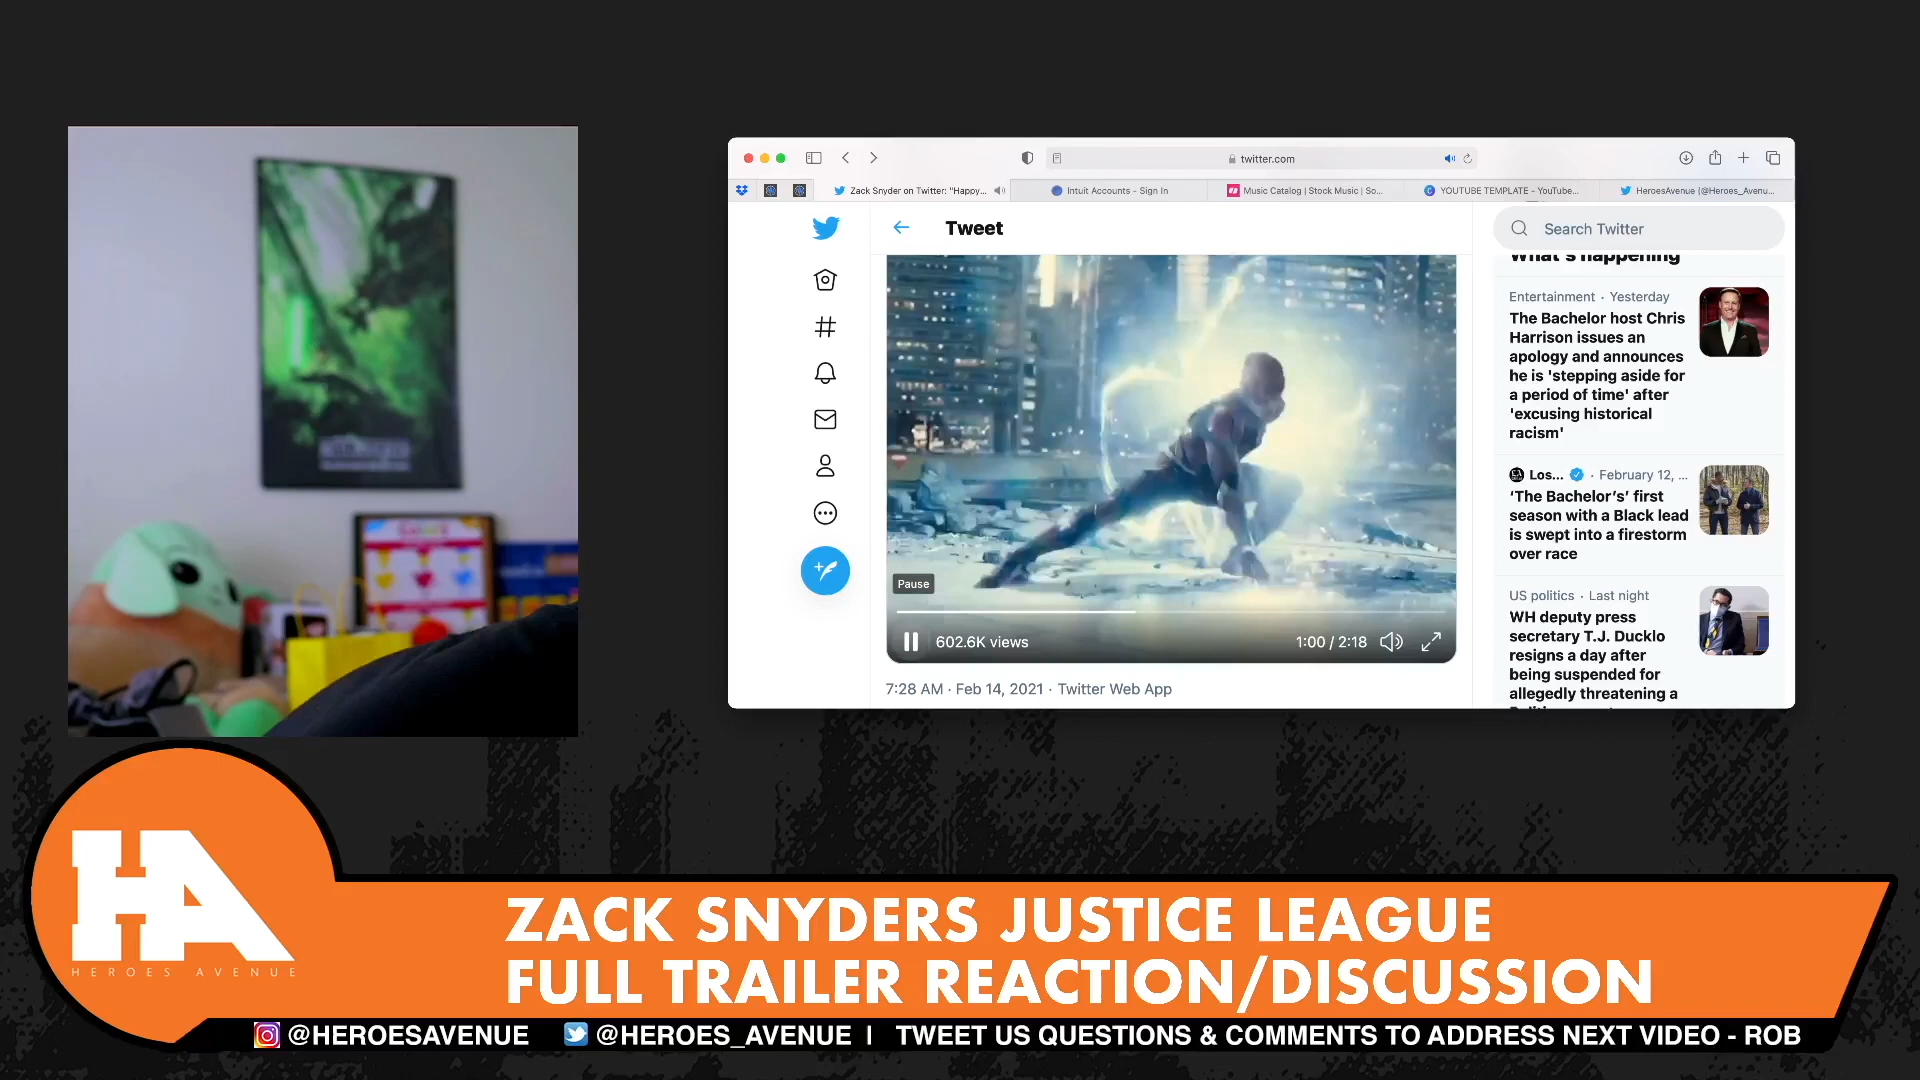 twitter.com
Zack Snyder on Twitter: "Happy...
Intuit Accounts - Sign In
Music Catalog | Stock Music | So...
YOUTUBE TEMPLATE - YouTube...
HeroesAvenue (@Heroes_Avenu...
Tweet
Search Twitter
What's happening
Entertainment · Yesterday
The Bachelor host Chris
Harrison issues an
apology and announces
he is 'stepping aside for
a period of time' after
'excusing historical
racism'
Los... · February 12, ...
‘The Bachelor’s’ first
season with a Black lead
is swept into a firestorm
over race
US politics · Last night
WH deputy press
secretary T.J. Ducklo
resigns a day after
being suspended for
allegedly threatening a
Pause
602.6K views
1:00 / 2:18
7:28 AM · Feb 14, 2021 · Twitter Web App
HA
HEROES AVENUE
ZACK SNYDERS JUSTICE LEAGUE
FULL TRAILER REACTION/DISCUSSION
@HEROESAVENUE @HEROES_AVENUE | TWEET US QUESTIONS & COMMENTS TO ADDRESS NEXT VIDEO - ROB